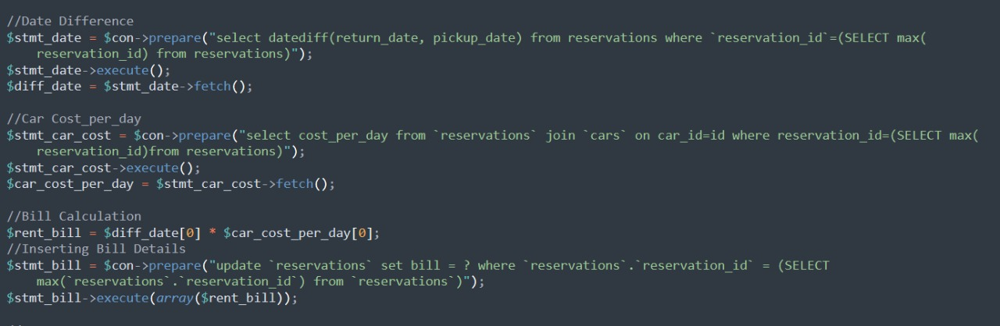 //Date Difference
$stmt_date = $con->prepare("select datediff(return_date, pickup_date) from reservations where `reservation_id`=(SELECT max(
reservation_id) from reservations)");
$stmt_date->execute();
$diff_date = $stmt_date->fetch();
//Car Cost_per_day
$stmt_car_cost = $con->prepare("select cost_per_day from `reservations` join `cars` on car_id=id where reservation_id=(SELECT max(
reservation_id)from reservations)");
$stmt_car_cost->execute();
$car_cost_per_day = $stmt_car_cost->fetch();
//Bill Calculation
$rent_bill = $diff_date[0] * $car_cost_per_day[0];
//Inserting Bill Details
$stmt_bill = $con->prepare("update `reservations` set bill = ? where `reservations`.`reservation_id` = (SELECT
max(`reservations`.`reservation_id`) from `reservations`)");
$stmt_bill->execute(array($rent_bill));